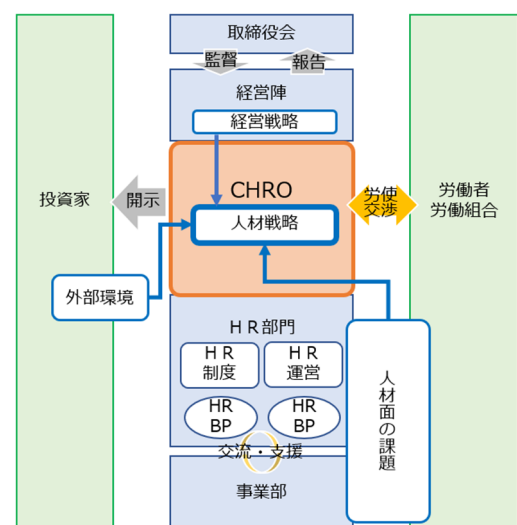 取締役会
監督
報告
経営陣
経営戦略
投資家
開示
CHRO
人材戦略
労使
交渉
労働者
労働組合
外部環境
ＨＲ部門
ＨＲ
制度
ＨＲ
運営
HR
BP
HR
BP
人材面の課題
交流・支援
事業部